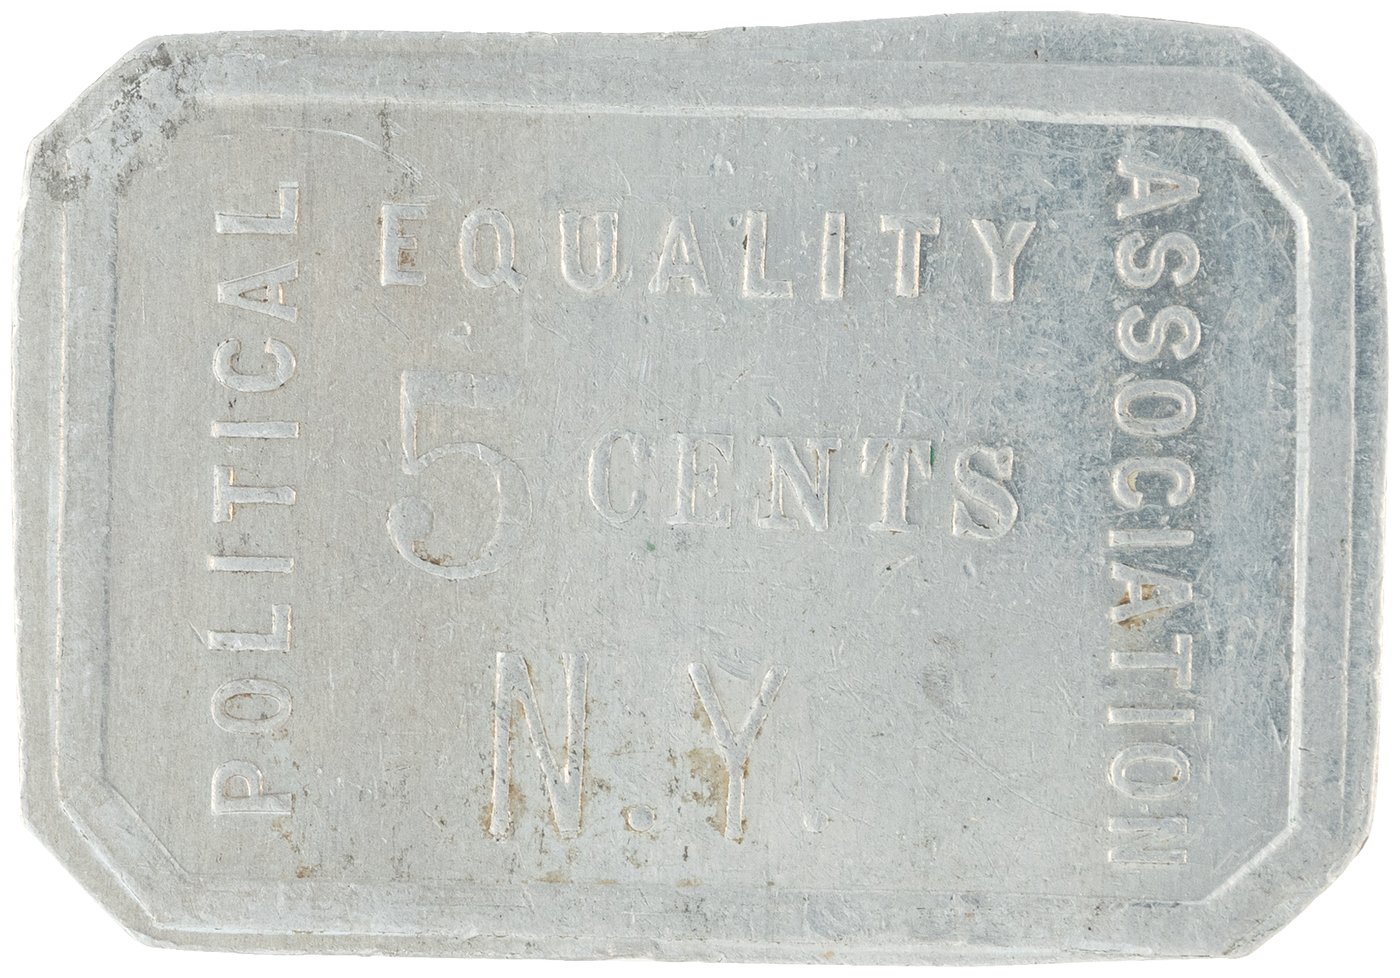 POLITICAL
EQUALITY
ASSOCIATION
5 CENTS
N.Y.